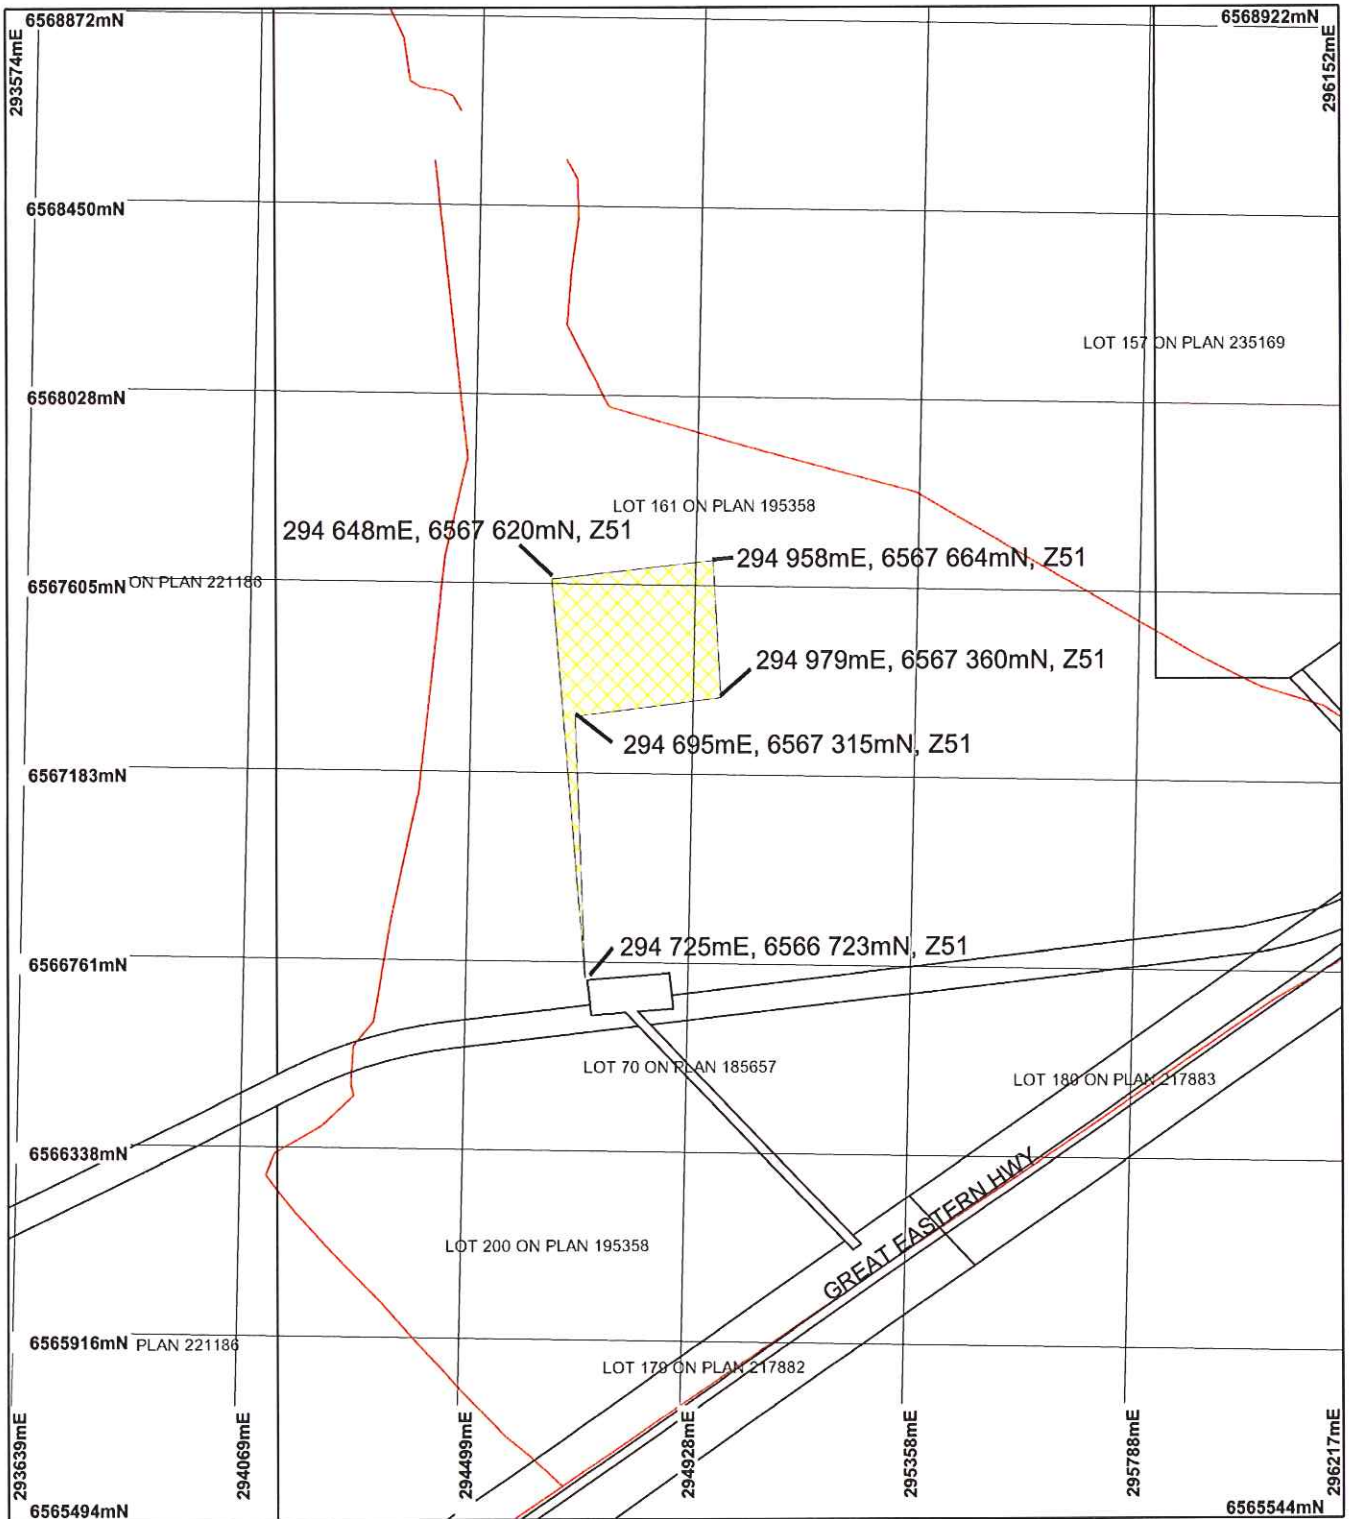 6568872mN
6568922mN
293574mE
296152mE
6568450mN
LOT 157 ON PLAN 235169
6568028mN
LOT 161 ON PLAN 195358
294 648mE, 6567 620mN, Z51
294 958mE, 6567 664mN, Z51
6567605mN
ON PLAN 221186
294 979mE, 6567 360mN, Z51
294 695mE, 6567 315mN, Z51
6567183mN
294 725mE, 6566 723mN, Z51
6566761mN
LOT 70 ON PLAN 185657
LOT 180 ON PLAN 217883
6566338mN
GREAT EASTERN HWY
LOT 200 ON PLAN 195358
6565916mN
PLAN 221186
LOT 179 ON PLAN 217882
293639mE
294069mE
294499mE
294928mE
295358mE
295788mE
296217mE
6565494mN
6565544mN